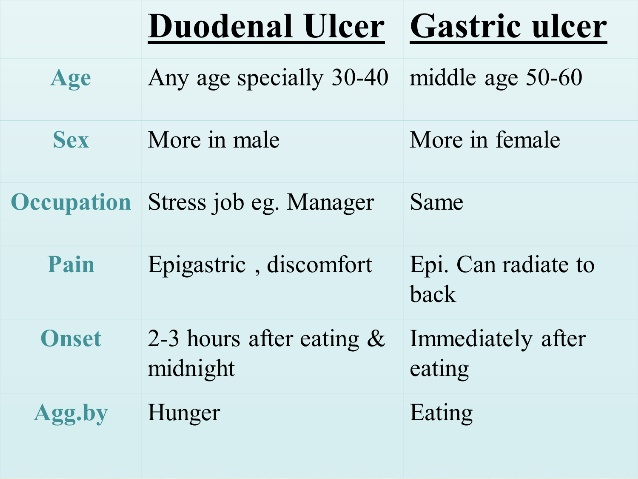 Duodenal Ulcer Gastric ulcer
Age Any age specially 30-40 middle age 50-60
Sex More in male More in female
Occupation Stress job eg. Manager Same
Pain Epigastric , discomfort Epi. Can radiate to
back
Onset 2-3 hours after eating & Immediately after
midnight eating
Agg.by Hunger Eating